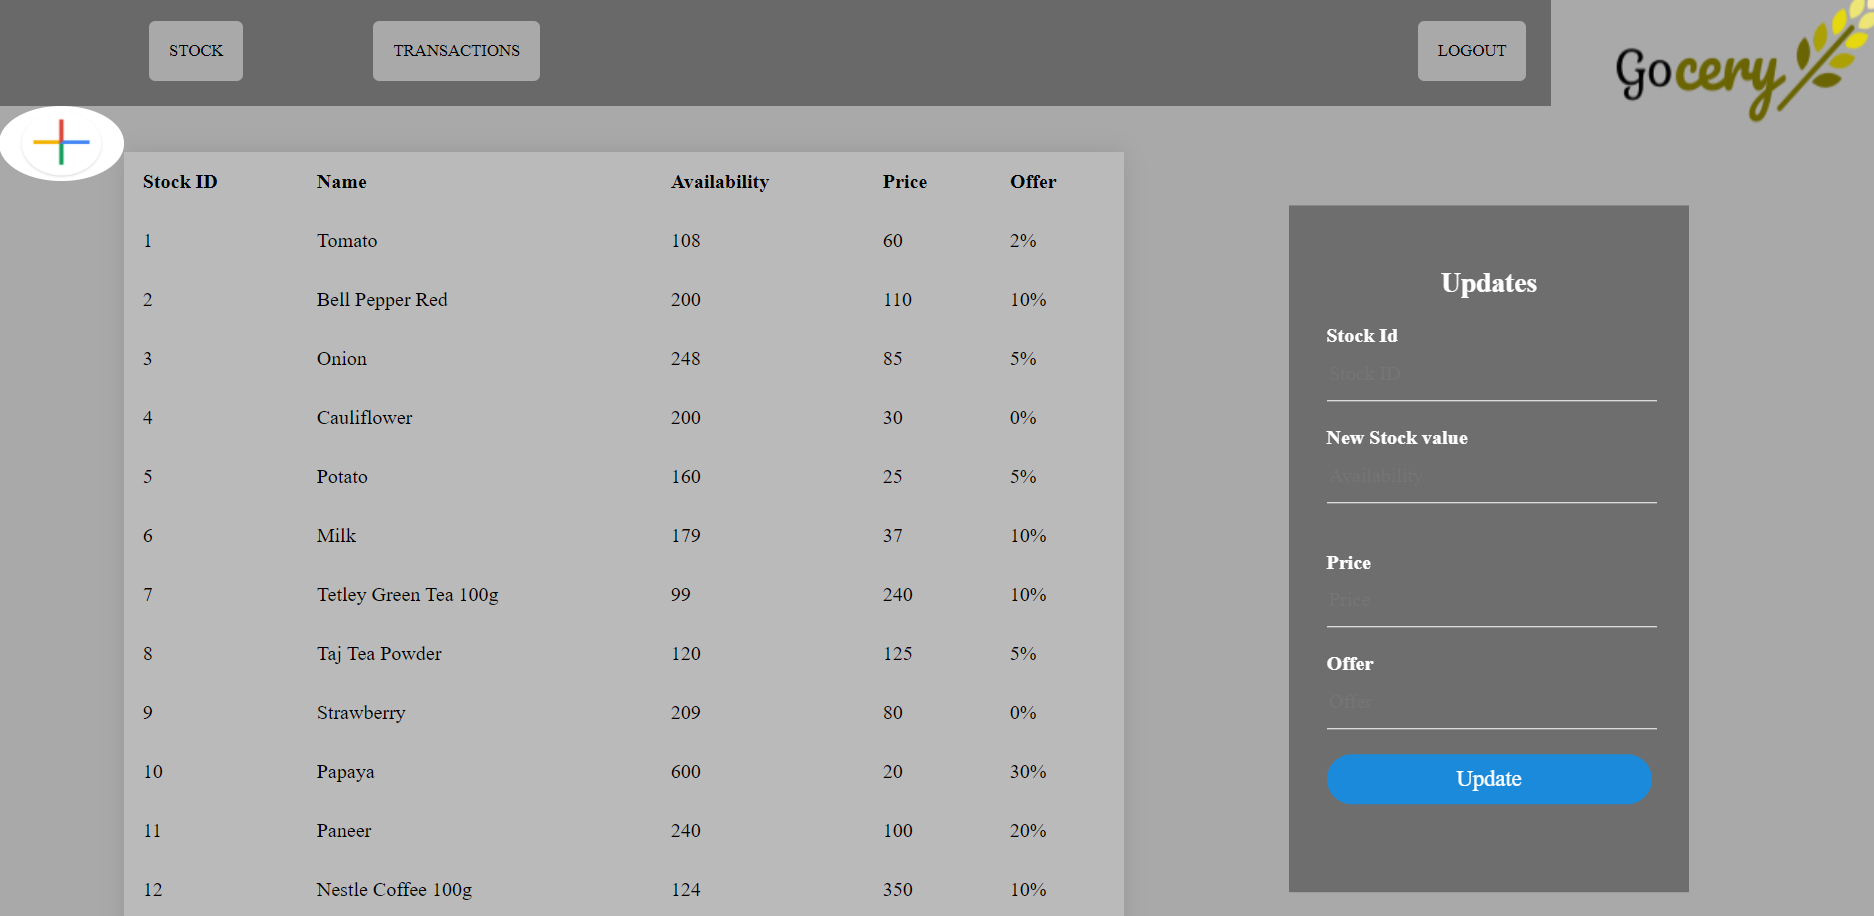 STOCK TRANSACTIONS LOGOUT
Gocery
Stock ID Name Availability Price Offer
1 Tomato 108 60 2%
2 Bell Pepper Red 200 110 10%
3 Onion 248 85 5%
4 Cauliflower 200 30 0%
5 Potato 160 25 5%
6 Milk 179 37 10%
7 Tetley Green Tea 100g 99 240 10%
8 Taj Tea Powder 120 125 5%
9 Strawberry 209 80 0%
10 Papaya 600 20 30%
11 Paneer 240 100 20%
12 Nestle Coffee 100g 124 350 10%
Updates
Stock Id
Stock ID
New Stock value
Availability
Price
Price
Offer
Offer
Update